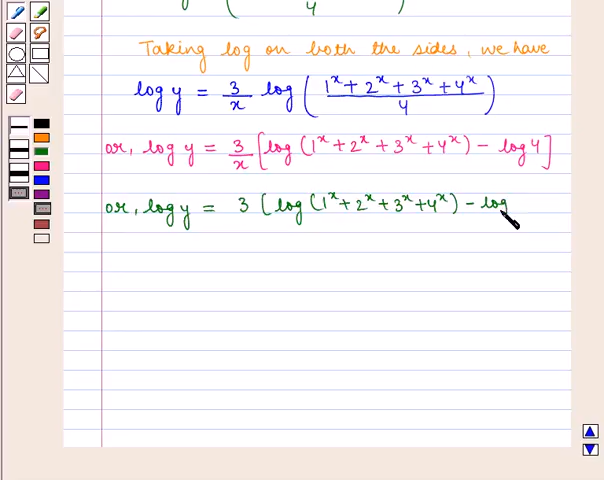 y ( 4 )
Taking log on both the sides, we have
log y = 3/x log ( (1^x + 2^x + 3^x + 4^x)/4 )
or, log y = 3/x [log (1^x + 2^x + 3^x + 4^x) - log 4]
or, log y = 3 (log (1^x + 2^x + 3^x + 4^x) - log